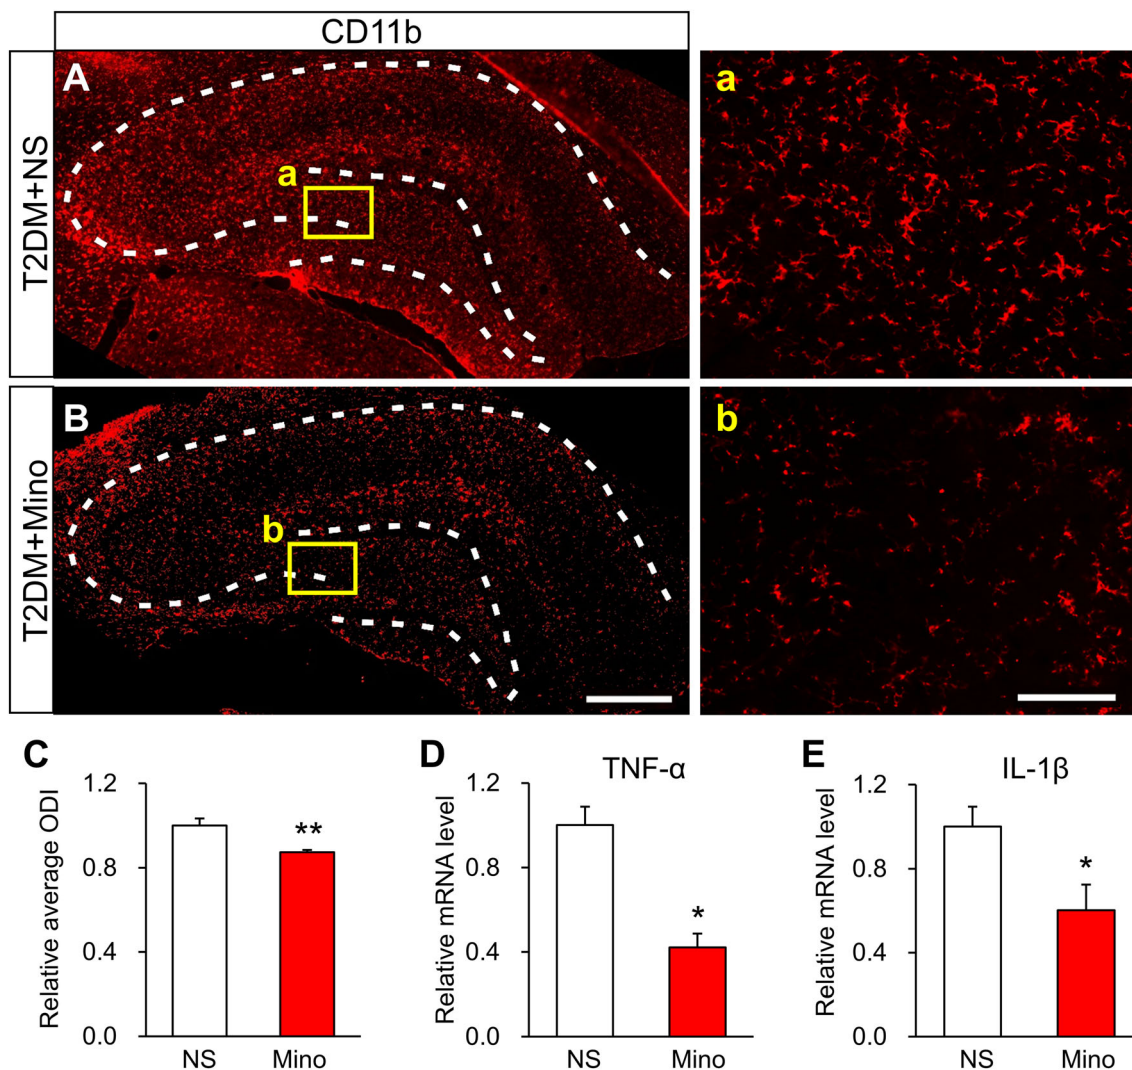 CD11b
T2DM+NS
A
a
a
T2DM+Mino
B
b
b
C
Relative average ODI
1.2
0.8
0.4
0.0
**
NS
Mino
D
TNF-α
Relative mRNA level
1.2
0.8
0.4
0.0
*
NS
Mino
E
IL-1β
Relative mRNA level
1.2
0.8
0.4
0.0
*
NS
Mino